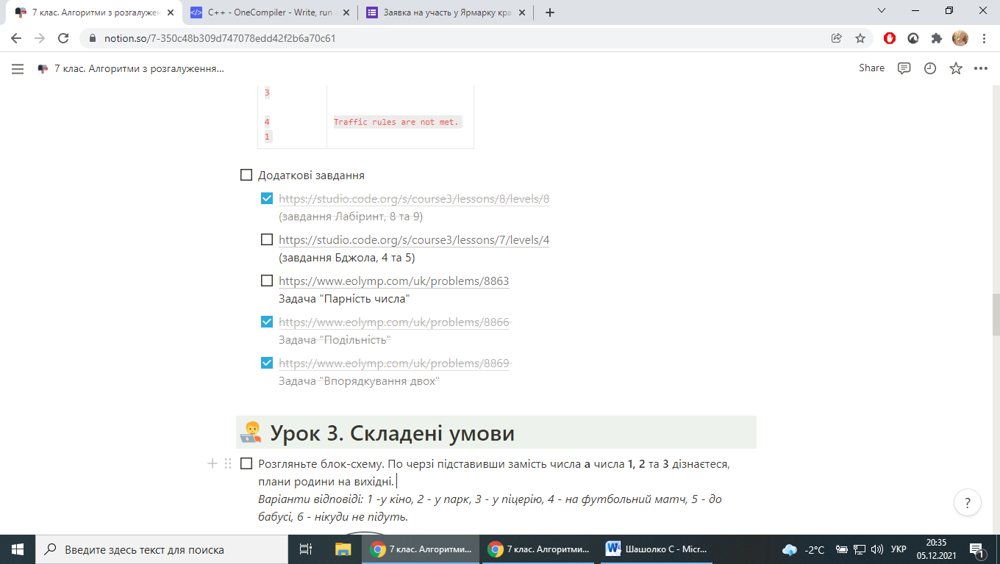 7 клас. Алгоритми з розгалужен
C++ - OneCompiler - Write, run
Заявка на участь у Ярмарку кра
notion.so/7-350c48b309d747078edd42f2b6a70c61
7 клас. Алгоритми з розгалуження...
Share
3
4
Traffic rules are not met.
1
Додаткові завдання
https://studio.code.org/s/course3/lessons/8/levels/8
(завдання Лабіринт, 8 та 9)
https://studio.code.org/s/course3/lessons/7/levels/4
(завдання Бджола, 4 та 5)
https://www.eolymp.com/uk/problems/8863
Задача "Парність числа"
https://www.eolymp.com/uk/problems/8866
Задача "Подільність"
https://www.eolymp.com/uk/problems/8869
Задача "Впорядкування двох"
Урок 3. Складені умови
Розгляньте блок-схему. По черзі підставивши замість числа a числа 1, 2 та 3 дізнаєтеся,
плани родини на вихідні.
Варіанти відповіді: 1 -у кіно, 2 - у парк, 3 - у піцерію, 4 - на футбольний матч, 5 - до
бабусі, 6 - нікуди не підуть.
?
Введите здесь текст для поиска
7 клас. Алгоритми...
7 клас. Алгоритми...
Шашолко С - Micr...
-2°C
УКР
20:35
05.12.2021
1